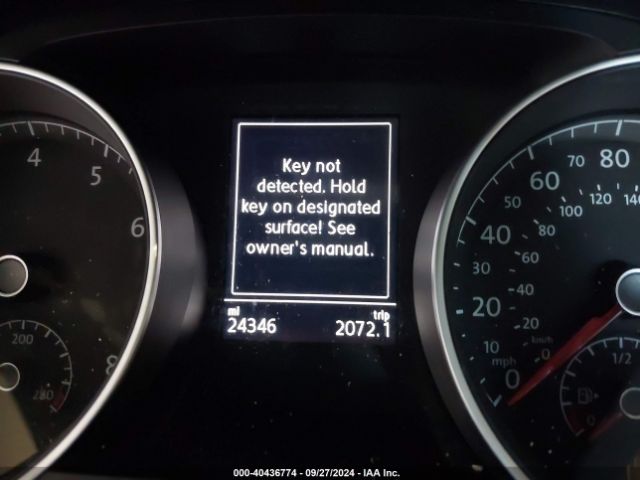 Key not
detected. Hold
key on designated
surface! See
owner's manual.
mi
trip
24346
2072.1
4
5
6
8
200
280
10
20
30
40
50
60
70
80
mph
0
20
40
60
80
100
120
140
km/h
0
1/2
0
000-40436774 - 09/27/2024 - IAA Inc.